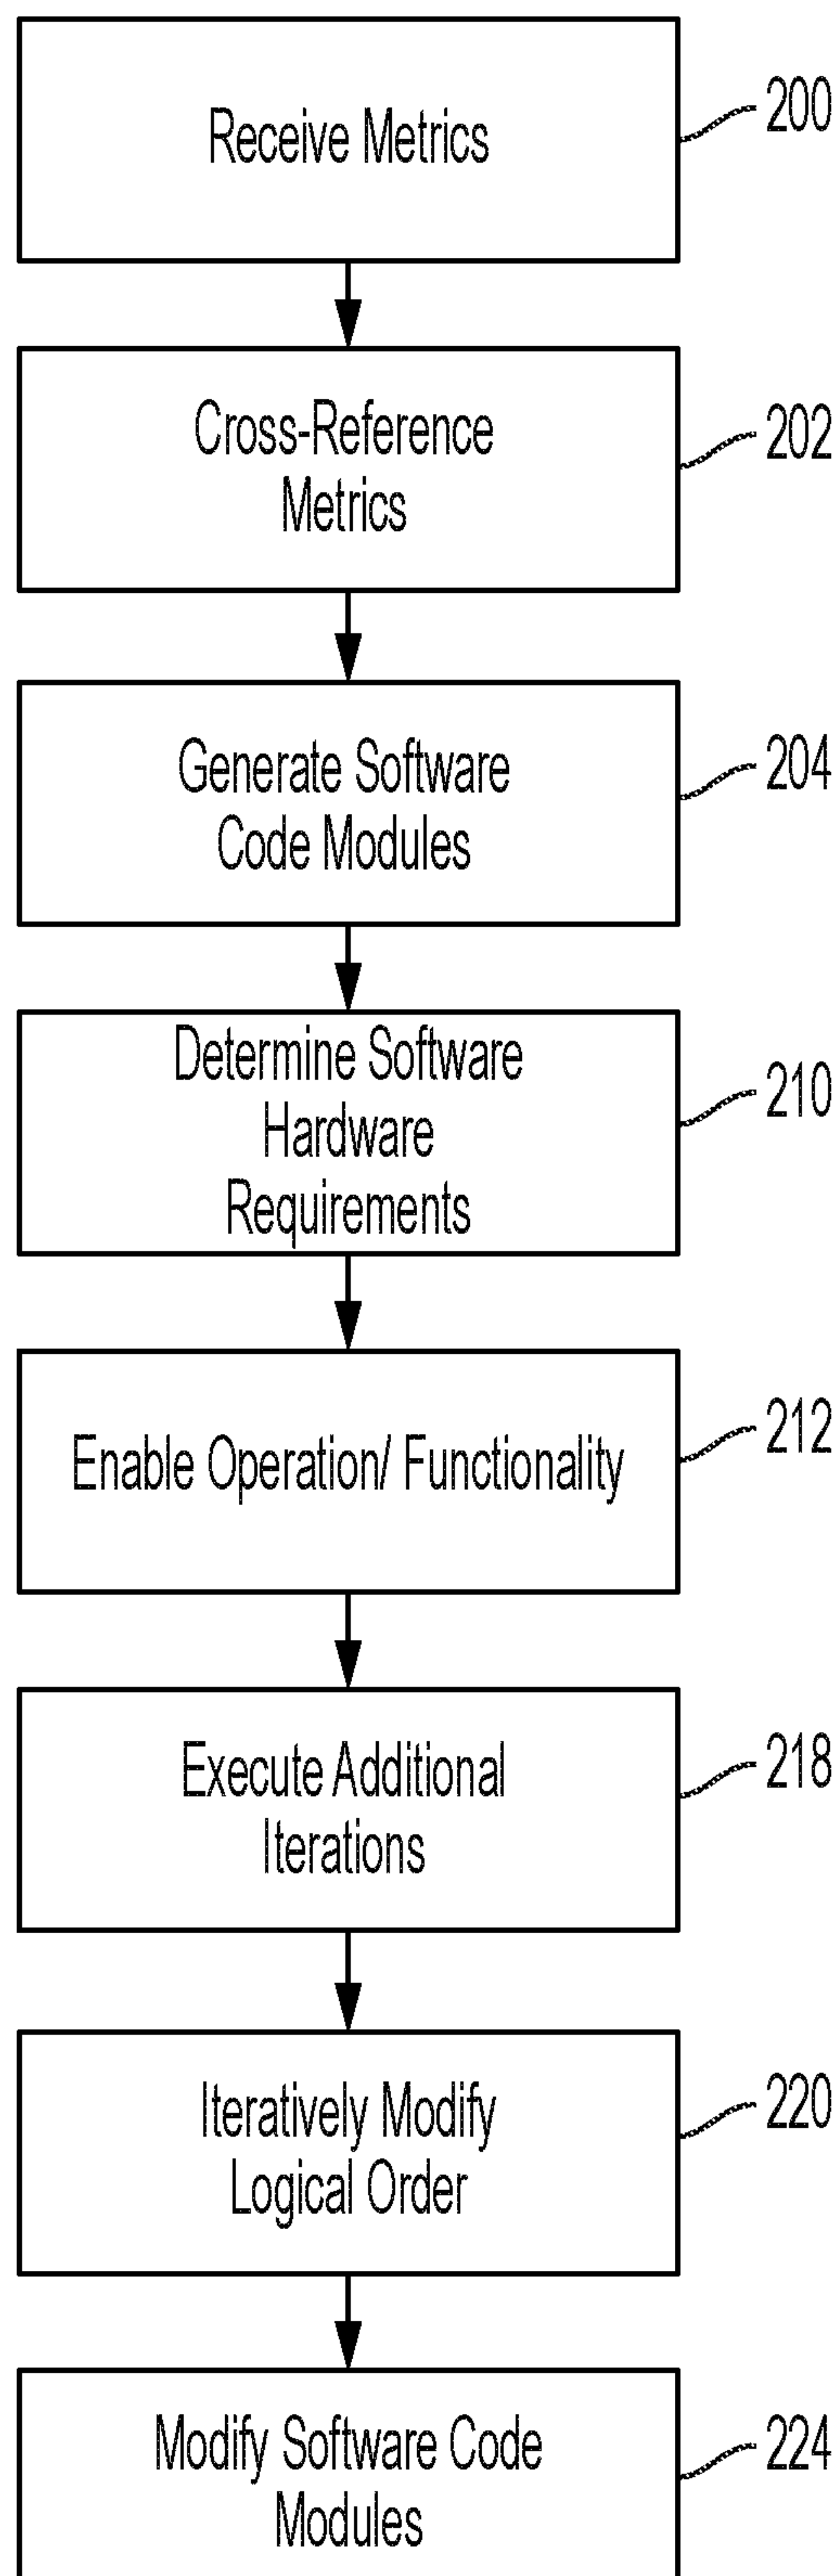 Receive Metrics
200
Cross-Reference
Metrics
202
Generate Software
Code Modules
204
Determine Software
Hardware
Requirements
210
Enable Operation/ Functionality
212
Execute Additional
Iterations
218
Iteratively Modify
Logical Order
220
Modify Software Code
Modules
224